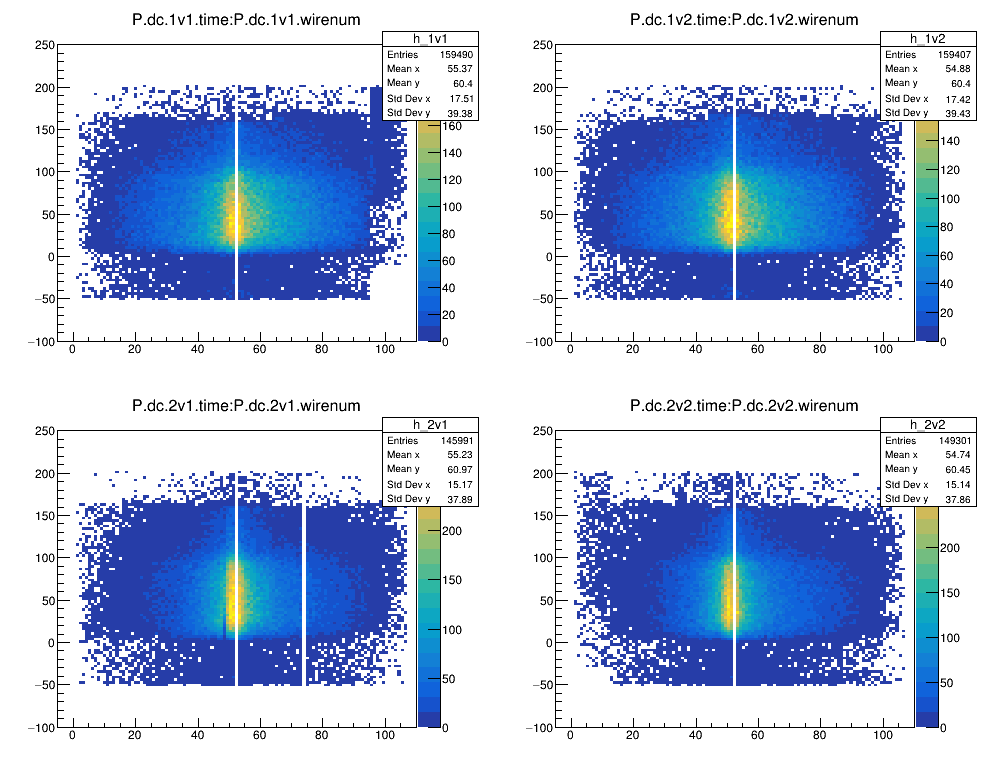 P.dc.1v1.time:P.dc.1v1.wirenum
h_1v1
Entries 159490
Mean x 55.37
Mean y 60.4
Std Dev x 17.51
Std Dev y 39.38
250
200
150
100
50
0
−50
−100
0 20 40 60 80 100
160
140
120
100
80
60
40
20
0
P.dc.1v2.time:P.dc.1v2.wirenum
h_1v2
Entries 159407
Mean x 54.88
Mean y 60.4
Std Dev x 17.42
Std Dev y 39.43
250
200
150
100
50
0
−50
−100
0 20 40 60 80 100
140
120
100
80
60
40
20
0
P.dc.2v1.time:P.dc.2v1.wirenum
h_2v1
Entries 145991
Mean x 55.23
Mean y 60.97
Std Dev x 15.17
Std Dev y 37.89
250
200
150
100
50
0
−50
−100
0 20 40 60 80 100
200
150
100
50
0
P.dc.2v2.time:P.dc.2v2.wirenum
h_2v2
Entries 149301
Mean x 54.74
Mean y 60.45
Std Dev x 15.14
Std Dev y 37.86
250
200
150
100
50
0
−50
−100
0 20 40 60 80 100
200
150
100
50
0